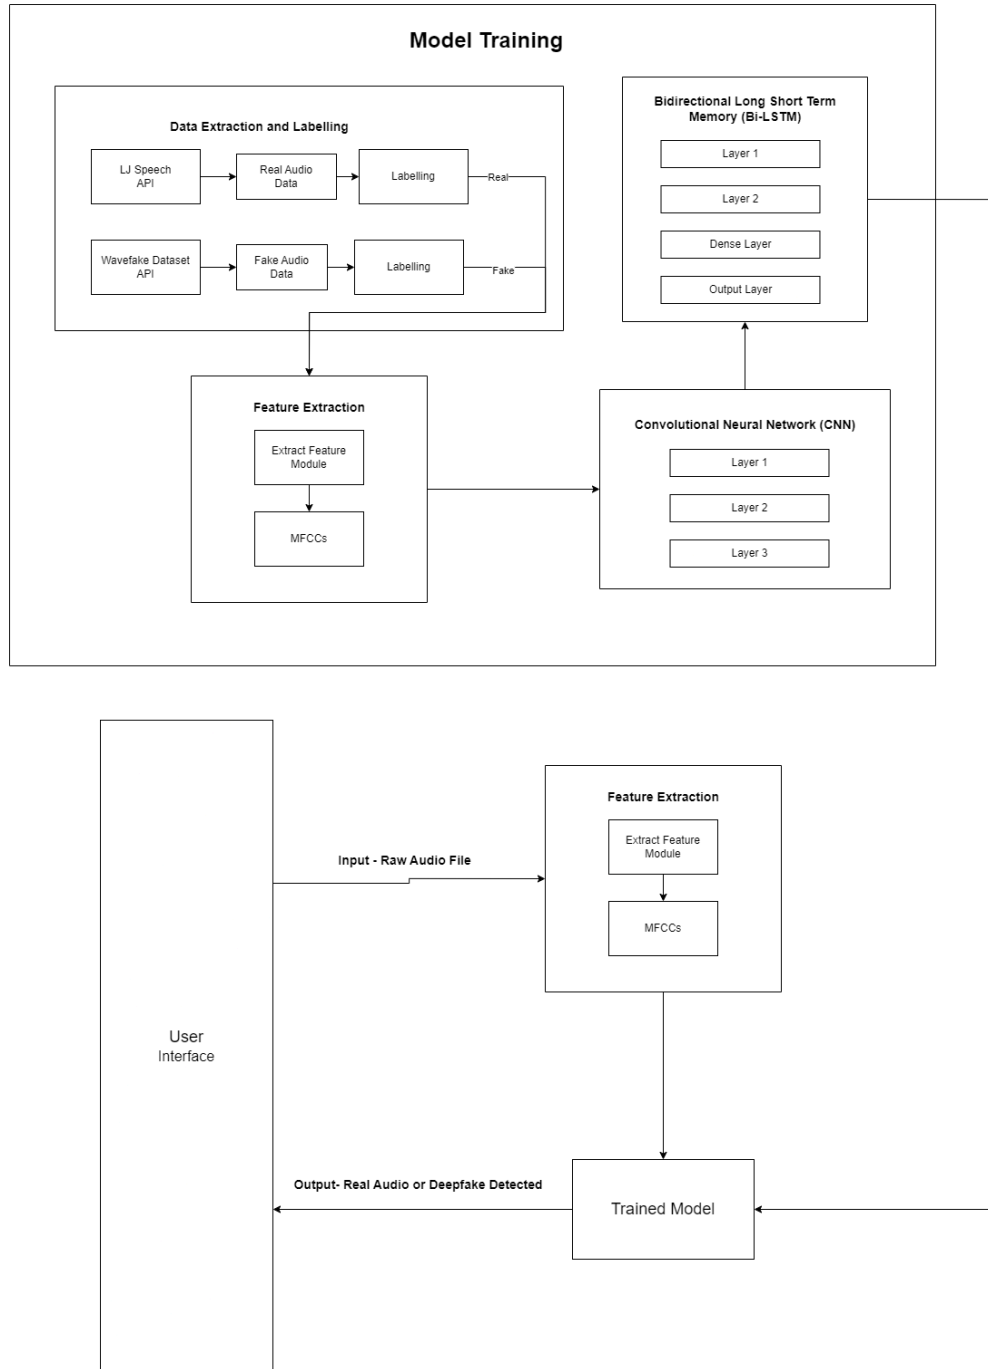 Model Training
Data Extraction and Labelling
LJ Speech
API
Real Audio
Data
Labelling
Real
Wavefake Dataset
API
Fake Audio
Data
Labelling
Fake
Feature Extraction
Extract Feature
Module
MFCCs
Convolutional Neural Network (CNN)
Layer 1
Layer 2
Layer 3
Bidirectional Long Short Term
Memory (Bi-LSTM)
Layer 1
Layer 2
Dense Layer
Output Layer
User
Interface
Input - Raw Audio File
Feature Extraction
Extract Feature
Module
MFCCs
Trained Model
Output- Real Audio or Deepfake Detected